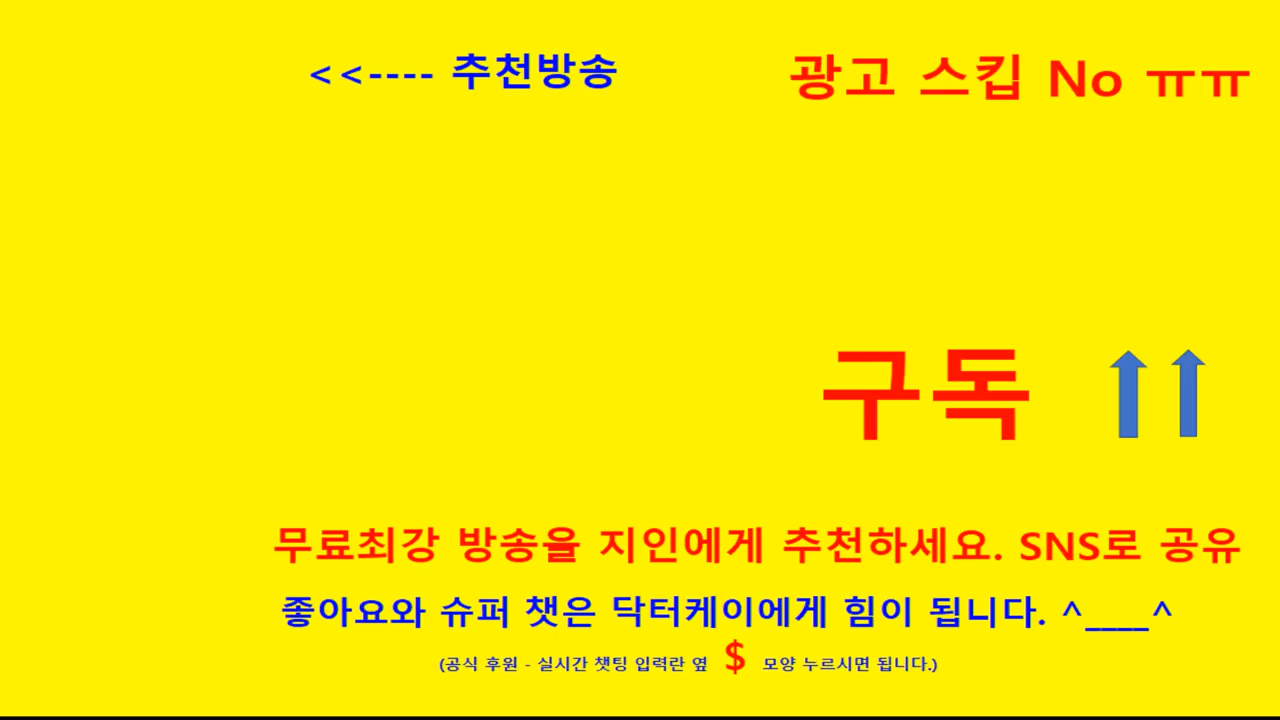 <<---- 추천방송
광고 스킵 No ㅠㅠ
구독
무료최강 방송을 지인에게 추천하세요. SNS로 공유
좋아요와 슈퍼 챗은 닥터케이에게 힘이 됩니다. ^____^
(공식 후원 - 실시간 챗팅 입력란 옆 $ 모양 누르시면 됩니다.)